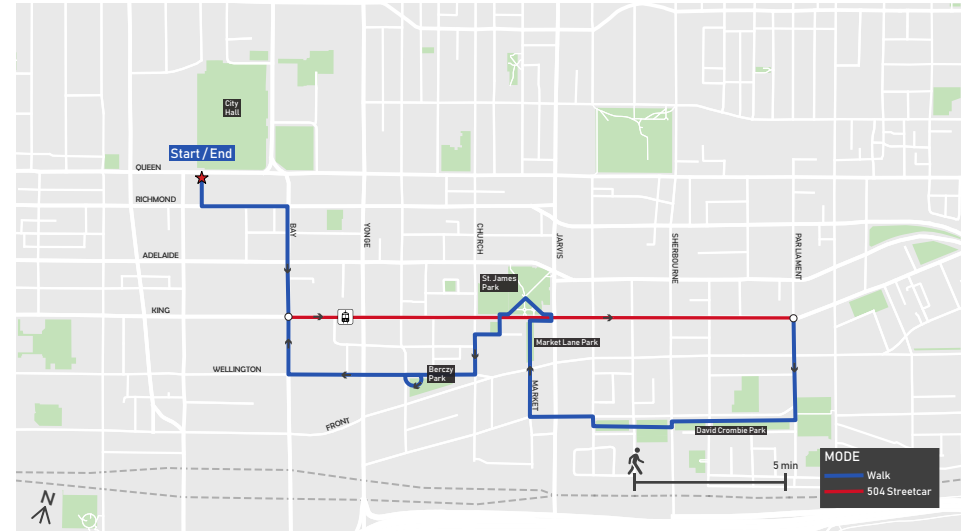 City
Hall
Start/End
QUEEN
RICHMOND
BAY
YONGE
CHURCH
JARVIS
SHERBOURNE
PARLIAMENT
ADELAIDE
St. James
Park
KING
Market Lane Park
WELLINGTON
Berczy
Park
MARKET
FRONT
David Crombie Park
MODE
Walk
504 Streetcar
5 min
N